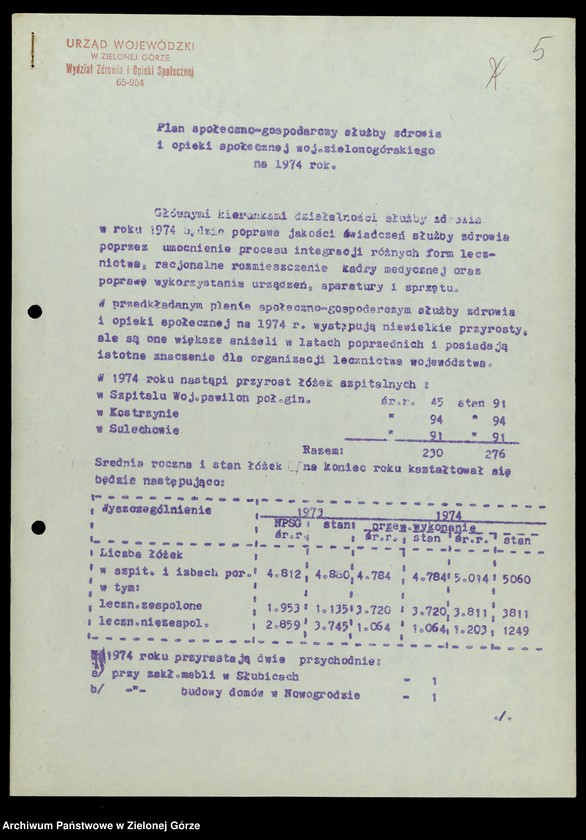 URZĄD WOJEWÓDZKI
W ZIELONEJ GÓRZE
Wydział Zdrowia i Opieki Społecznej
65-954
5
Plan społeczno-gospodarczy służby zdrowia
i opieki społecznej woj.zielonogórskiego
na 1974 rok.
Głównymi kierunkami działalności służby zdrowia
w roku 1974 będzie poprawa jakości świadczeń służby zdrowia
poprzez umocnienie procesu integracji różnych form lecz-
nictwa, racjonalne rozmieszczenie kadry medycznej oraz
poprawę wykorzystania urządzeń, aparatury i sprzętu.
W przedkładanym planie społeczno-gospodarczym służby zdrowia
i opieki społecznej na 1974 r. występują niewielkie przyrosty,
ale są one większe aniżeli w latach poprzednich i posiadają
istotne znaczenie dla organizacji lecznictwa województwa.
W 1974 roku nastąpi przyrost łóżek szpitalnych :
w Szpitalu Woj.pawilon poł.gin. śr.r. 45 stan 91
w Kostrzynie " 94 " 94
w Sulechowie " 91 " 91
Razem: 230 276
Średnia roczna i stan łóżek na koniec roku kształtował się
będzie następująco:
Wyszczególnienie 1973 1974
NPSG stan przew.wykonanie
śr.r. śr.r. stan śr.r. stan
Liczba łóżek
w szpit. i izbach por. 4.812 4.880 4.784 4.784 5.014 5060
w tym:
leczn.zespolone 1.953 1.135 3.720 3.720 3.811 3811
leczn.niezespol. 2.859 3.745 1.064 1.064 1.203 1249
1974 roku przyrastają dwie przychodnie:
a/ przy zakł.mebli w Słubicach - 1
b/ -"- budowy domów w Nowogrodzie - 1
./.
Archiwum Państwowe w Zielonej Górze